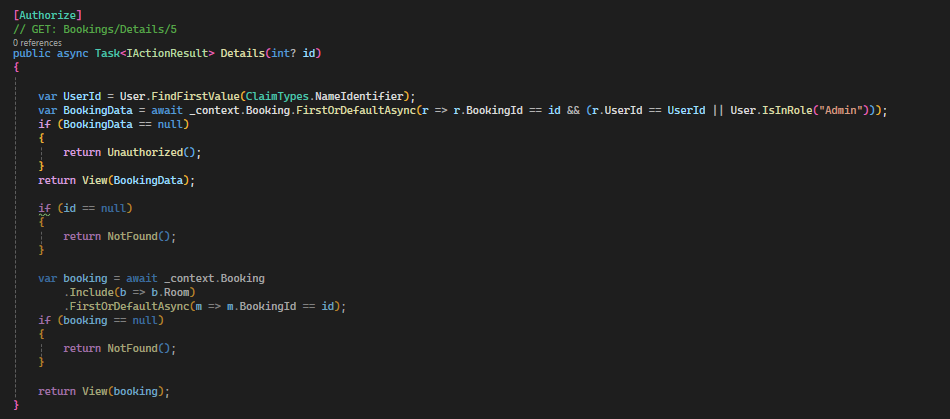 [Authorize]
// GET: Bookings/Details/5
0 references
public async Task<IActionResult> Details(int? id)
{
var UserId = User.FindFirstValue(ClaimTypes.NameIdentifier);
var BookingData = await _context.Booking.FirstOrDefaultAsync(r => r.BookingId == id && (r.UserId == UserId || User.IsInRole("Admin")));
if (BookingData == null)
{
return Unauthorized();
}
return View(BookingData);
if (id == null)
{
return NotFound();
}
var booking = await _context.Booking
.Include(b => b.Room)
.FirstOrDefaultAsync(m => m.BookingId == id);
if (booking == null)
{
return NotFound();
}
return View(booking);
}